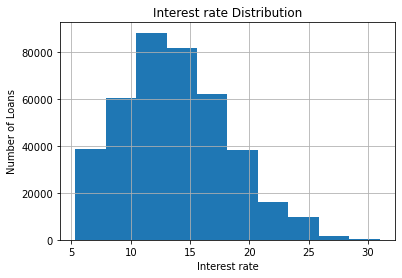 Interest rate Distribution
Number of Loans
80000
60000
40000
20000
0
5 10 15 20 25 30
Interest rate